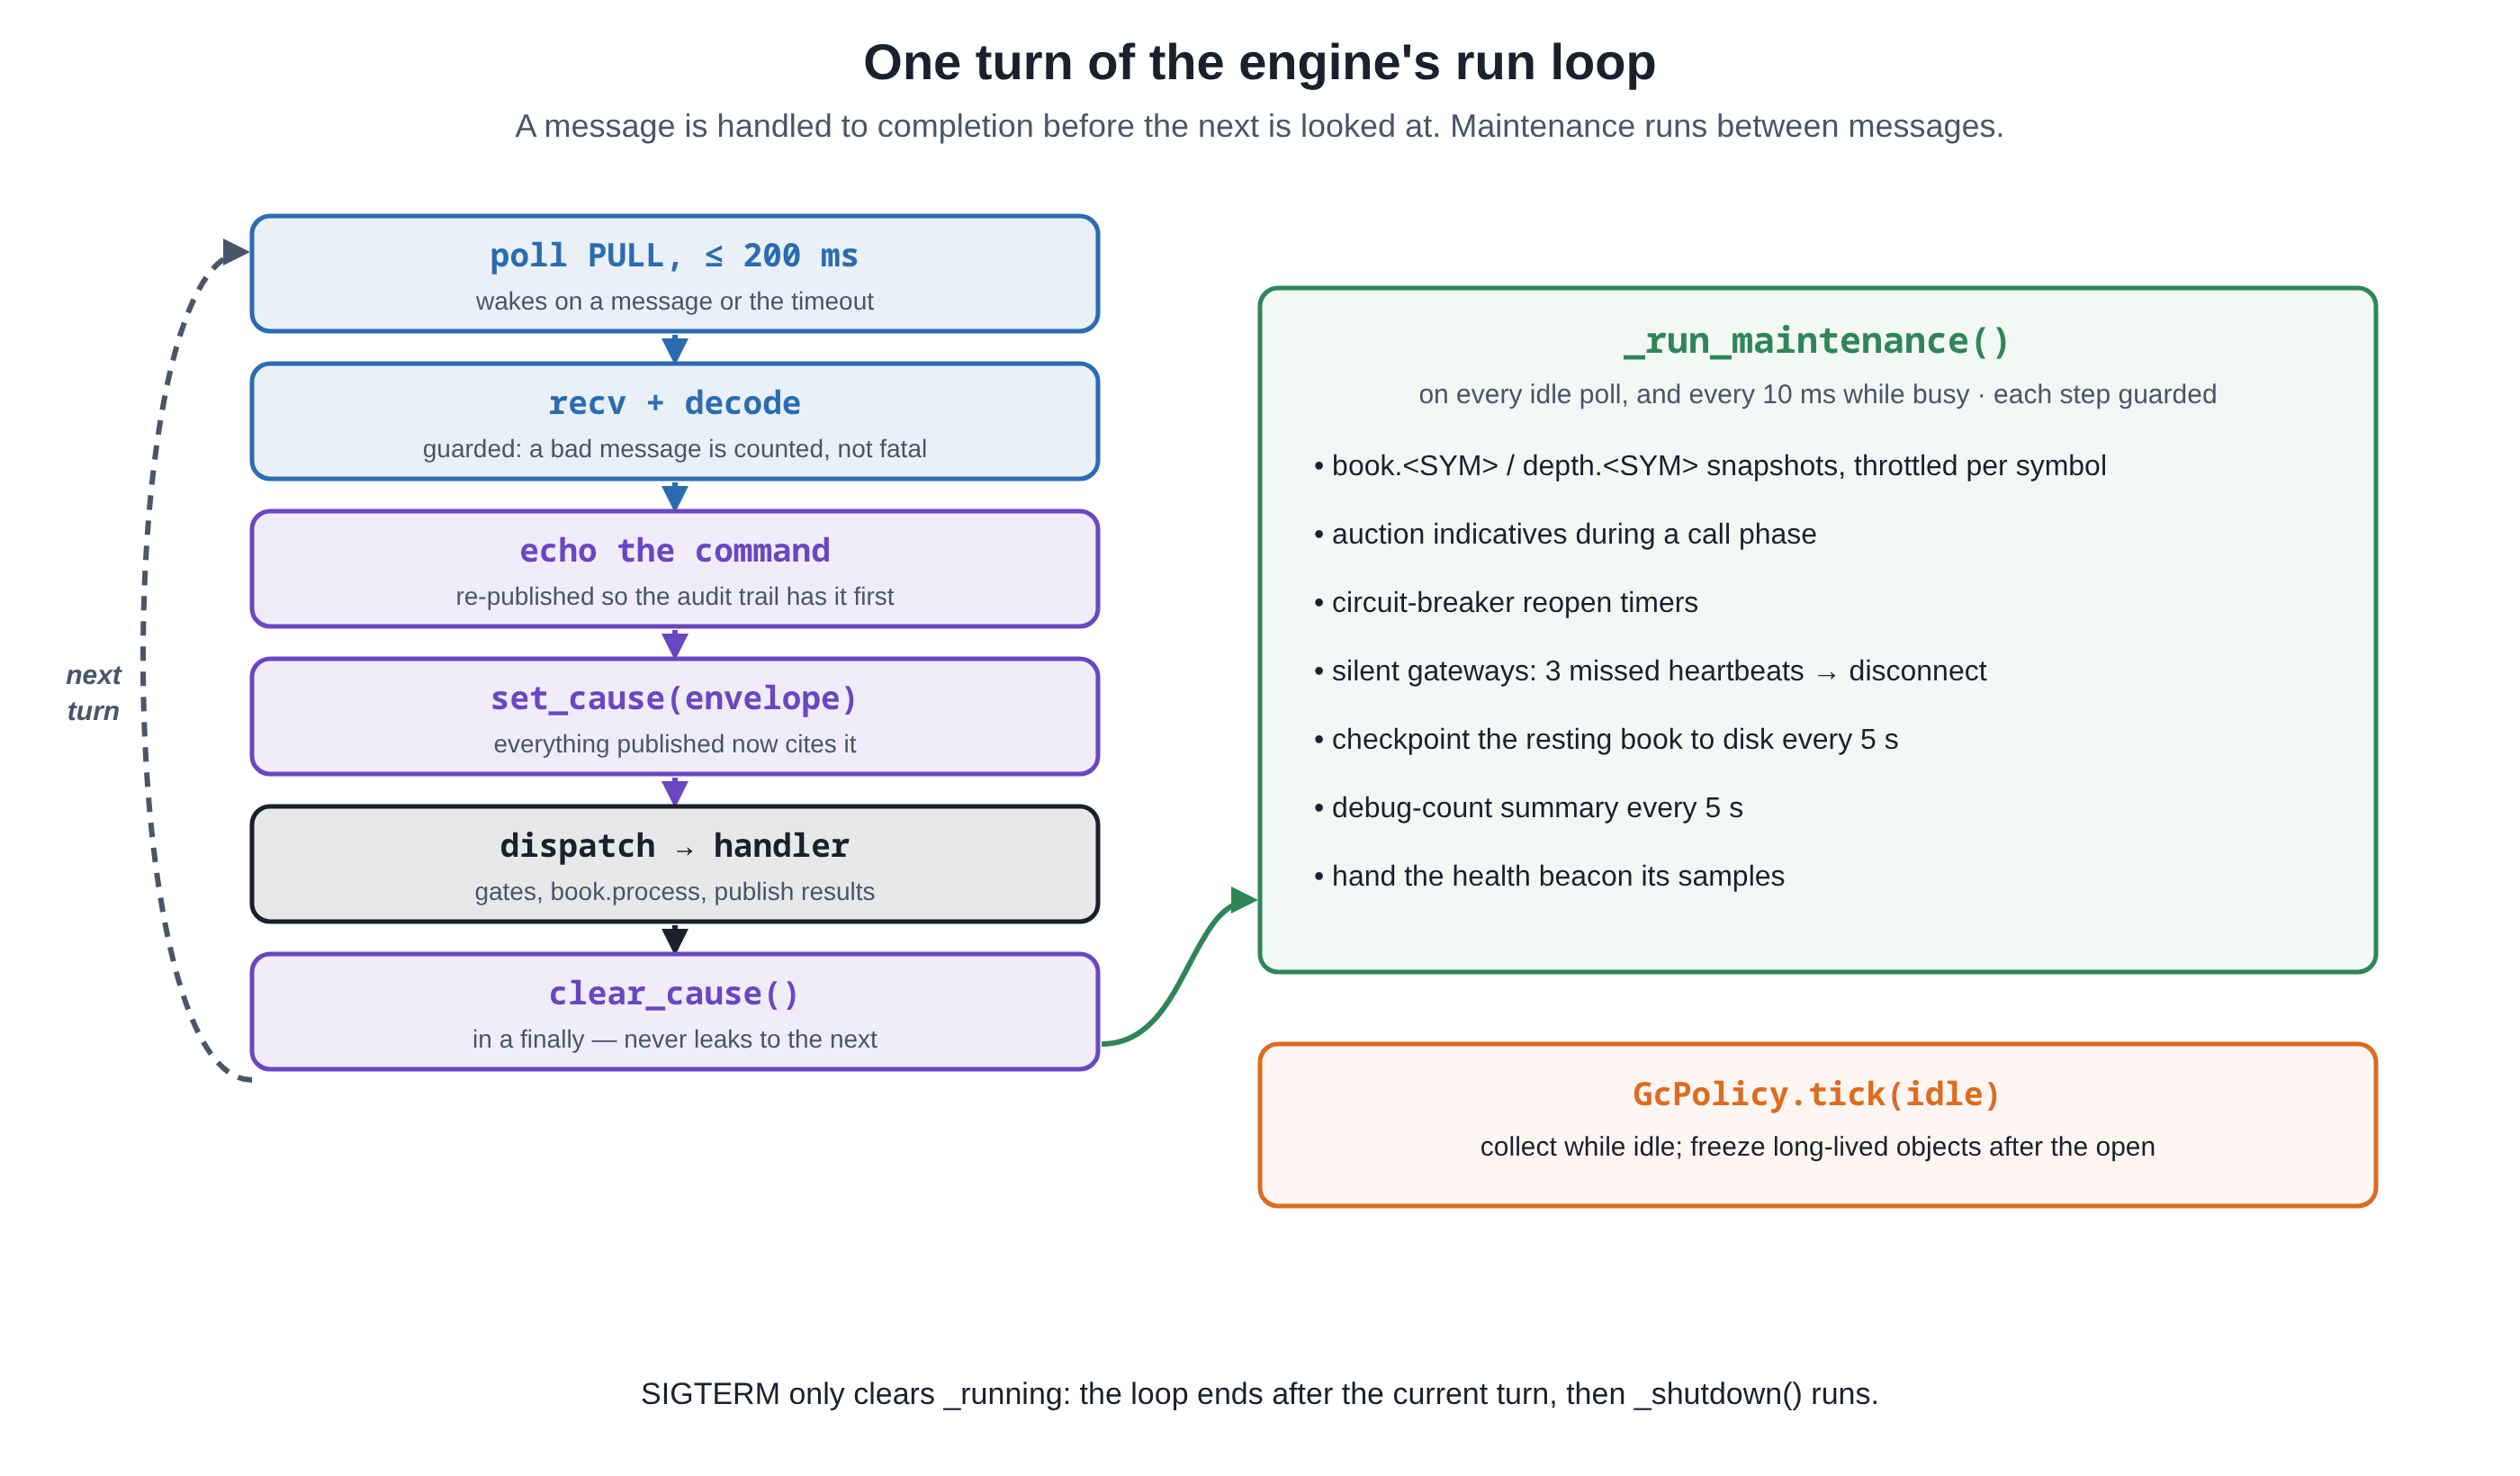 One turn of the engine's run loop
A message is handled to completion before the next is looked at. Maintenance runs between messages.
poll PULL, ≤ 200 ms
wakes on a message or the timeout
recv + decode
guarded: a bad message is counted, not fatal
echo the command
re-published so the audit trail has it first
next
turn
set_cause(envelope)
everything published now cites it
dispatch → handler
gates, book.process, publish results
clear_cause()
in a finally — never leaks to the next
_run_maintenance()
on every idle poll, and every 10 ms while busy · each step guarded
• book.<SYM> / depth.<SYM> snapshots, throttled per symbol
• auction indicatives during a call phase
• circuit-breaker reopen timers
• silent gateways: 3 missed heartbeats → disconnect
• checkpoint the resting book to disk every 5 s
• debug-count summary every 5 s
• hand the health beacon its samples
GcPolicy.tick(idle)
collect while idle; freeze long-lived objects after the open
SIGTERM only clears _running: the loop ends after the current turn, then _shutdown() runs.